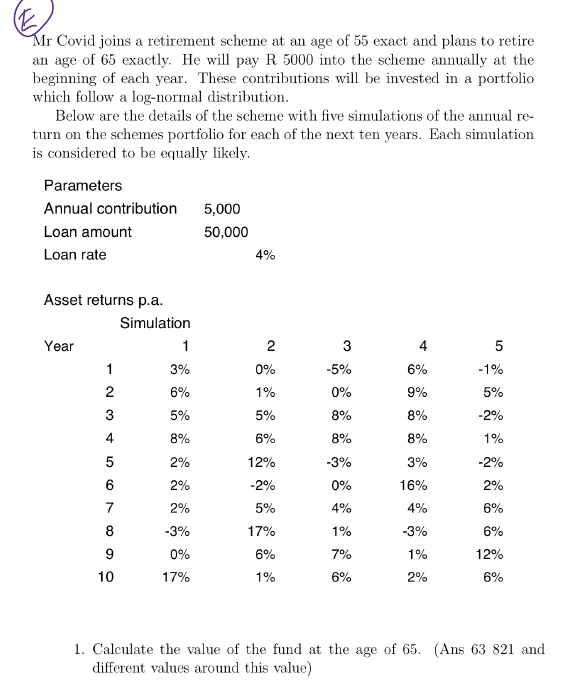 E
Mr Covid joins a retirement scheme at an age of 55 exact and plans to retire
an age of 65 exactly. He will pay R 5000 into the scheme annually at the
beginning of each year. These contributions will be invested in a portfolio
which follow a log-normal distribution.
Below are the details of the scheme with five simulations of the annual re-
turn on the schemes portfolio for each of the next ten years. Each simulation
is considered to be equally likely.
Parameters
Annual contribution 5,000
Loan amount 50,000
Loan rate 4%
Asset returns p.a.
Simulation
Year 1 2 3 4 5
1 3% 0% -5% 6% -1%
2 6% 1% 0% 9% 5%
3 5% 5% 8% 8% -2%
4 8% 6% 8% 8% 1%
5 2% 12% -3% 3% -2%
6 2% -2% 0% 16% 2%
7 2% 5% 4% 4% 6%
8 -3% 17% 1% -3% 6%
9 0% 6% 7% 1% 12%
10 17% 1% 6% 2% 6%
1. Calculate the value of the fund at the age of 65. (Ans 63 821 and
different values around this value)